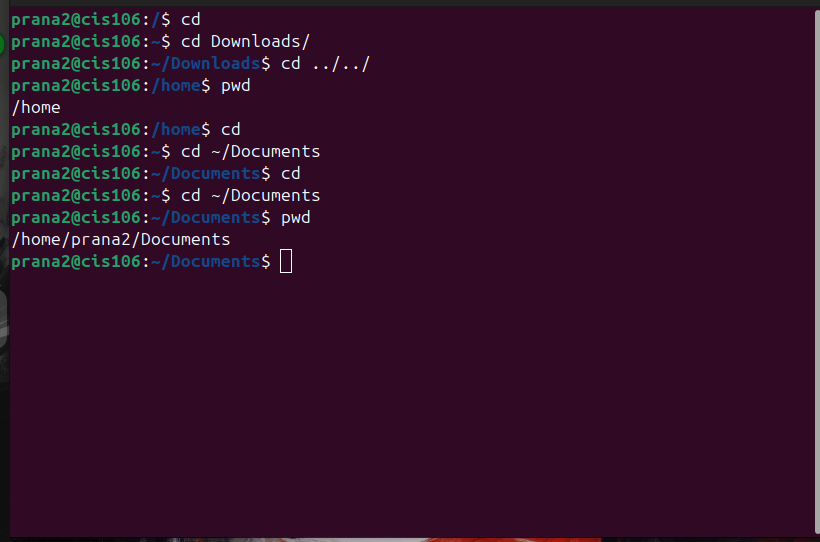 prana2@cis106:/$ cd
prana2@cis106:~$ cd Downloads/
prana2@cis106:~/Downloads$ cd ../../
prana2@cis106:/home$ pwd
/home
prana2@cis106:/home$ cd
prana2@cis106:~$ cd ~/Documents
prana2@cis106:~/Documents$ cd
prana2@cis106:~$ cd ~/Documents
prana2@cis106:~/Documents$ pwd
/home/prana2/Documents
prana2@cis106:~/Documents$